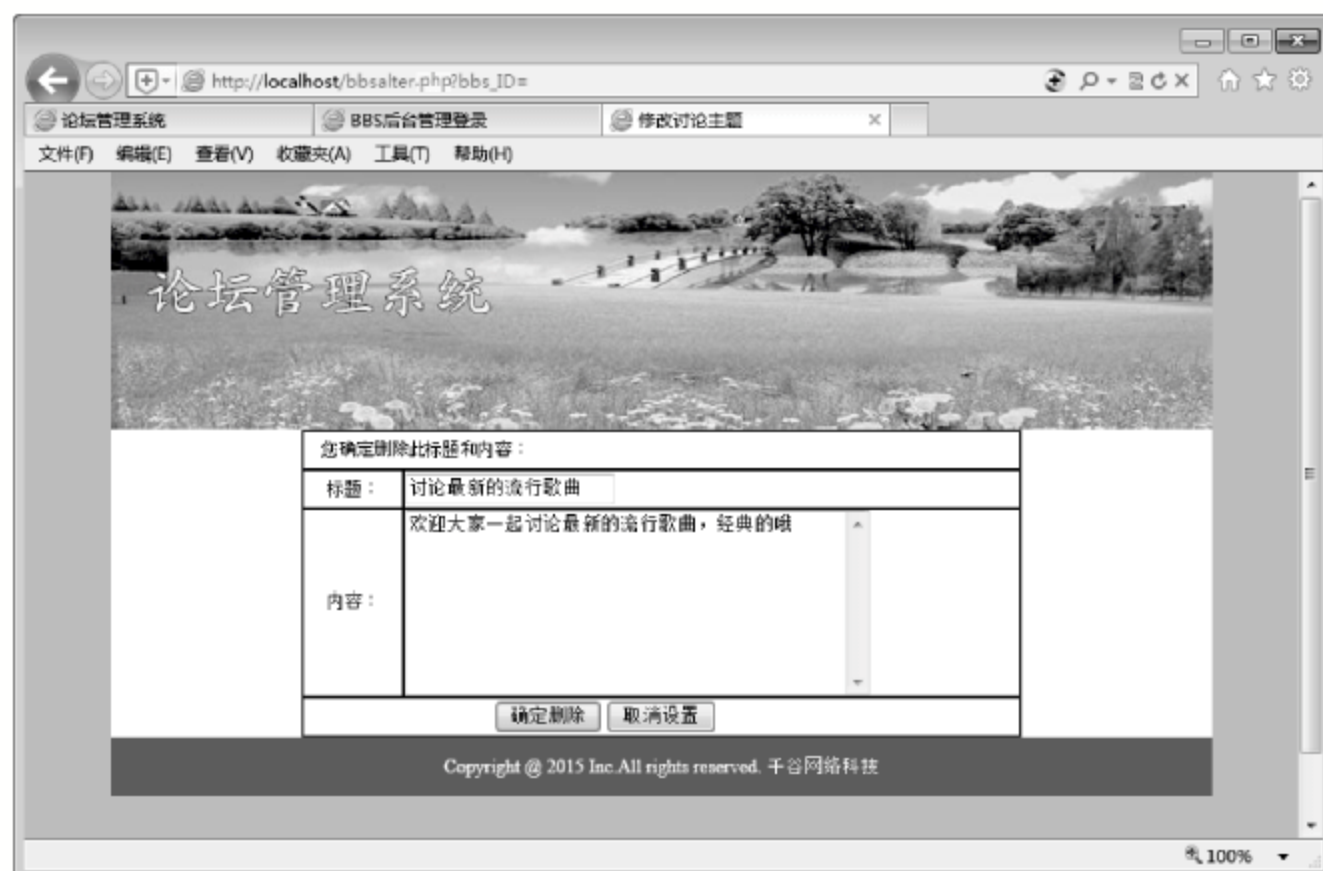 http://localhost/bbsalter.php?bbs_ID=
论坛管理系统 BBS后台管理登录 修改讨论主题
文件(F) 编辑(E) 查看(V) 收藏夹(A) 工具(T) 帮助(H)
论坛管理系统
您确定删除此标题和内容：
标题： 讨论最新的流行歌曲
欢迎大家一起讨论最新的流行歌曲，经典的哦
内容：
确定删除 取消设置
Copyright @ 2015 Inc.All rights reserved. 千谷网络科技
100%